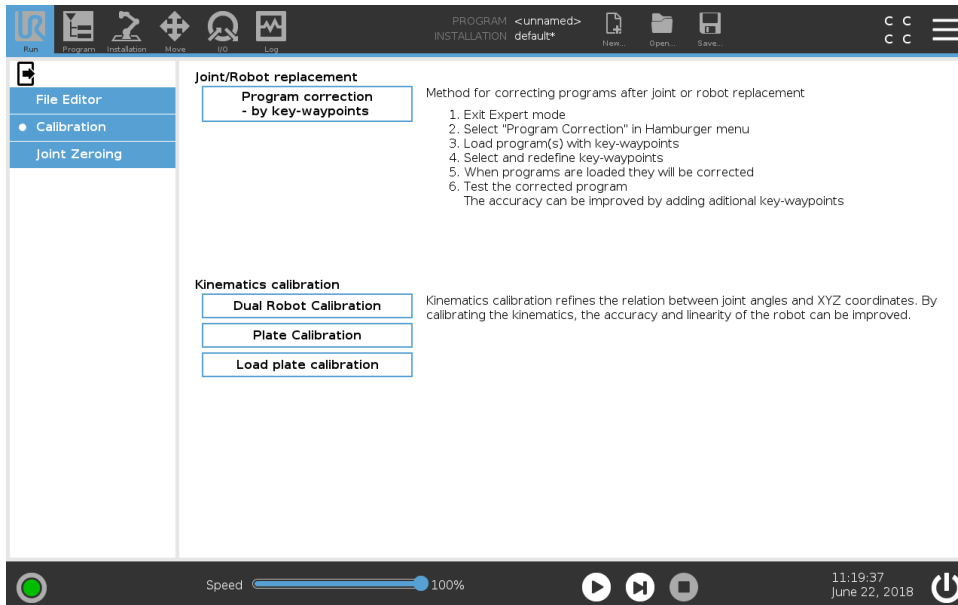 UR
Run
Program
Installation
Move
I/O
Log
PROGRAM <unnamed>
INSTALLATION default*
New...
Open...
Save...
C C
C C
File Editor
Calibration
Joint Zeroing
Joint/Robot replacement
Program correction
- by key-waypoints
Method for correcting programs after joint or robot replacement
1. Exit Expert mode
2. Select "Program Correction" in Hamburger menu
3. Load program(s) with key-waypoints
4. Select and redefine key-waypoints
5. When programs are loaded they will be corrected
6. Test the corrected program
The accuracy can be improved by adding aditional key-waypoints
Kinematics calibration
Dual Robot Calibration
Plate Calibration
Load plate calibration
Kinematics calibration refines the relation between joint angles and XYZ coordinates. By
calibrating the kinematics, the accuracy and linearity of the robot can be improved.
Speed
100%
11:19:37
June 22, 2018